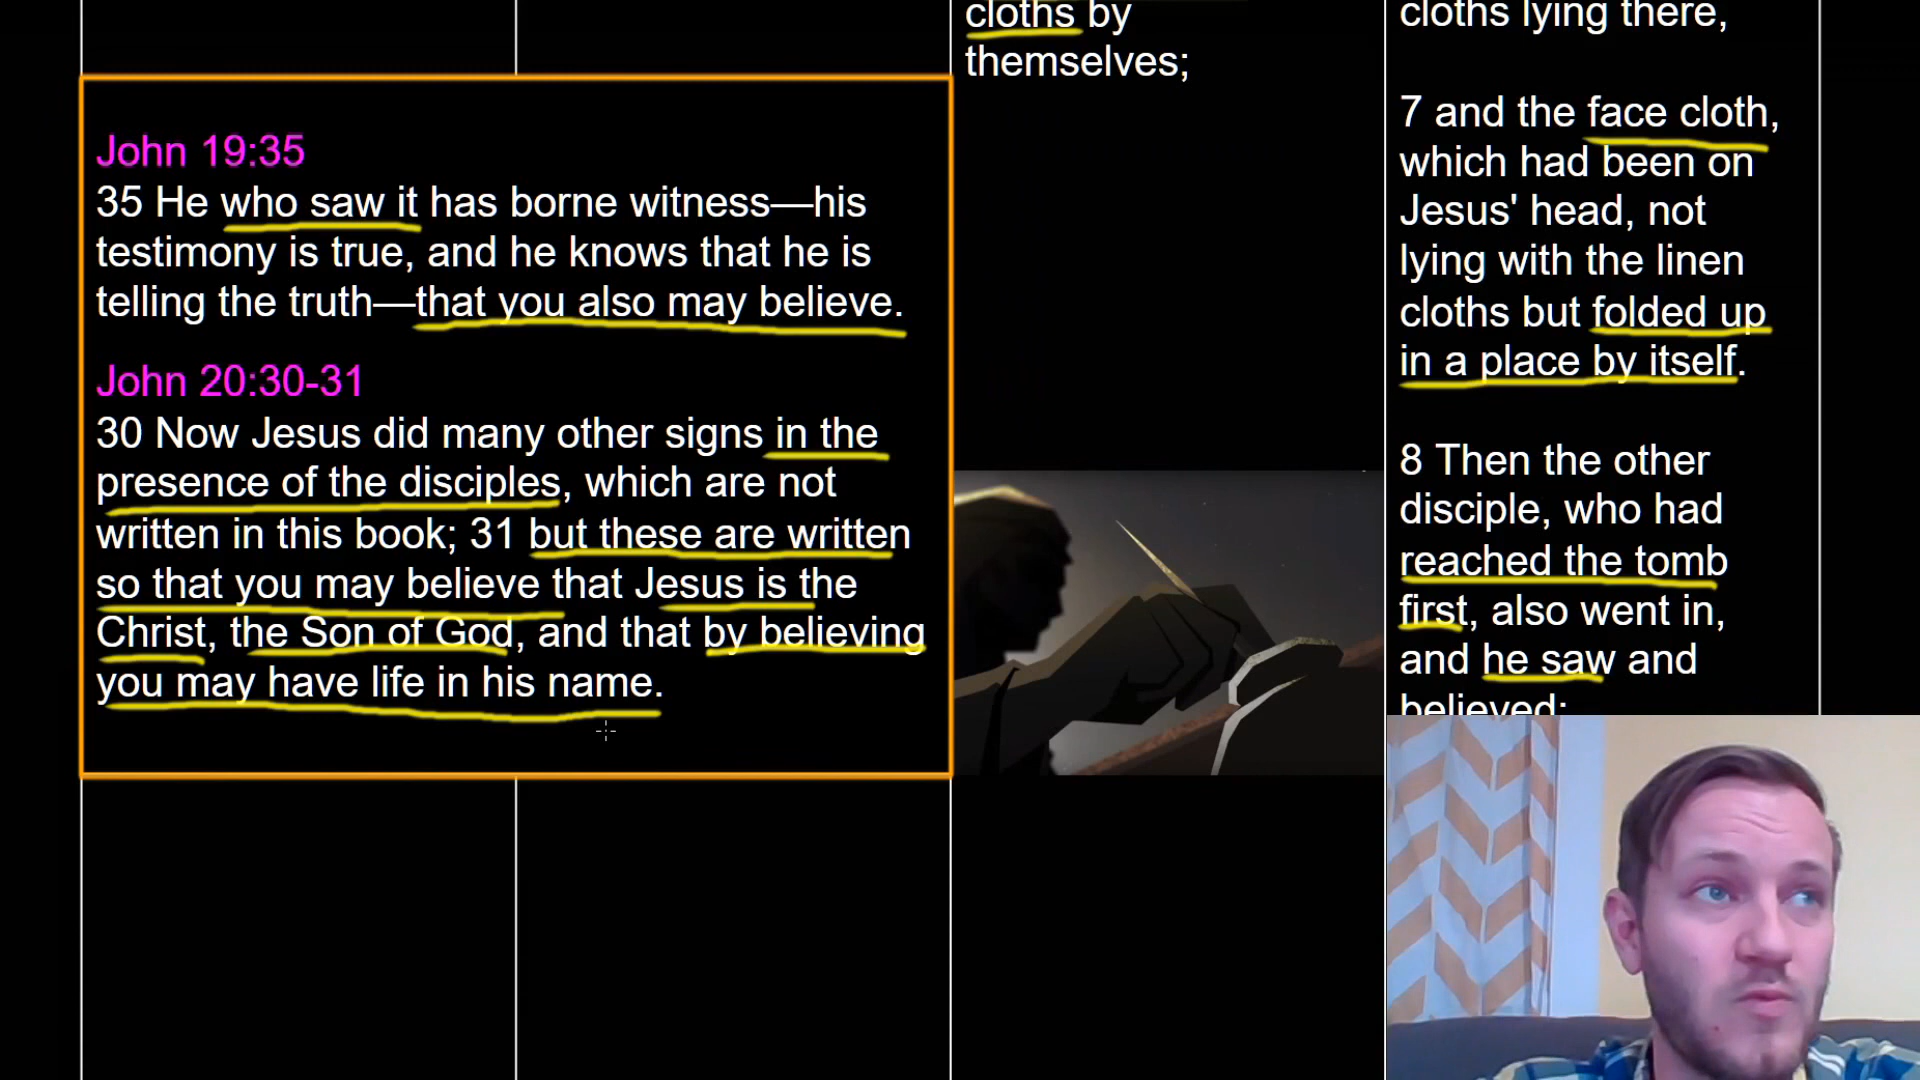 John 19:35
35 He who saw it has borne witness—his
testimony is true, and he knows that he is
telling the truth—that you also may believe.
John 20:30-31
30 Now Jesus did many other signs in the
presence of the disciples, which are not
written in this book; 31 but these are written
so that you may believe that Jesus is the
Christ, the Son of God, and that by believing
you may have life in his name.
cloths by
themselves;
cloths lying there,
7 and the face cloth,
which had been on
Jesus' head, not
lying with the linen
cloths but folded up
in a place by itself.
8 Then the other
disciple, who had
reached the tomb
first, also went in,
and he saw and
believed;